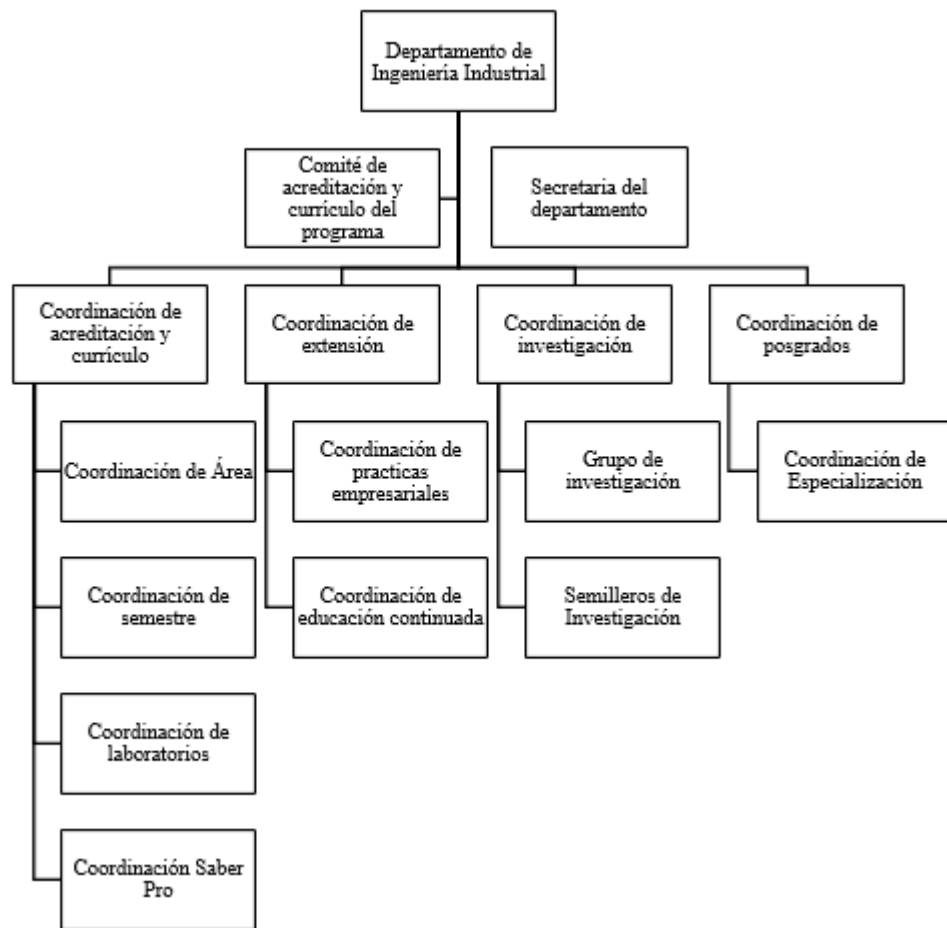 Departamento de
Ingeniería Industrial
Comité de
acreditación y
currículo del
programa
Secretaria del
departamento
Coordinación de
acreditación y
currículo
Coordinación de
extensión
Coordinación de
investigación
Coordinación de
posgrados
Coordinación de Área
Coordinación de
practicas
empresariales
Grupo de
investigación
Coordinación de
Especialización
Coordinación de
semestre
Coordinación de
educación continuada
Semilleros de
Investigación
Coordinación de
laboratorios
Coordinación Saber
Pro